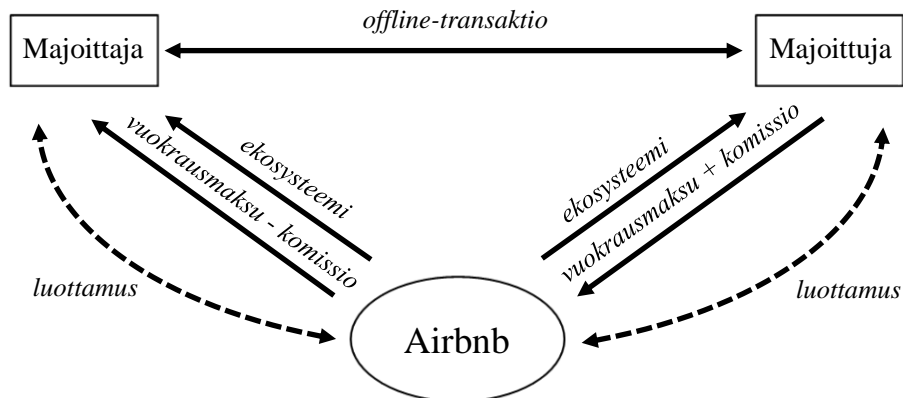 offline-transaktio
Majoittaja
Majoittuja
ekosysteemi
vuokrausmaksu - komissio
ekosysteemi
vuokrausmaksu + komissio
luottamus
luottamus
Airbnb